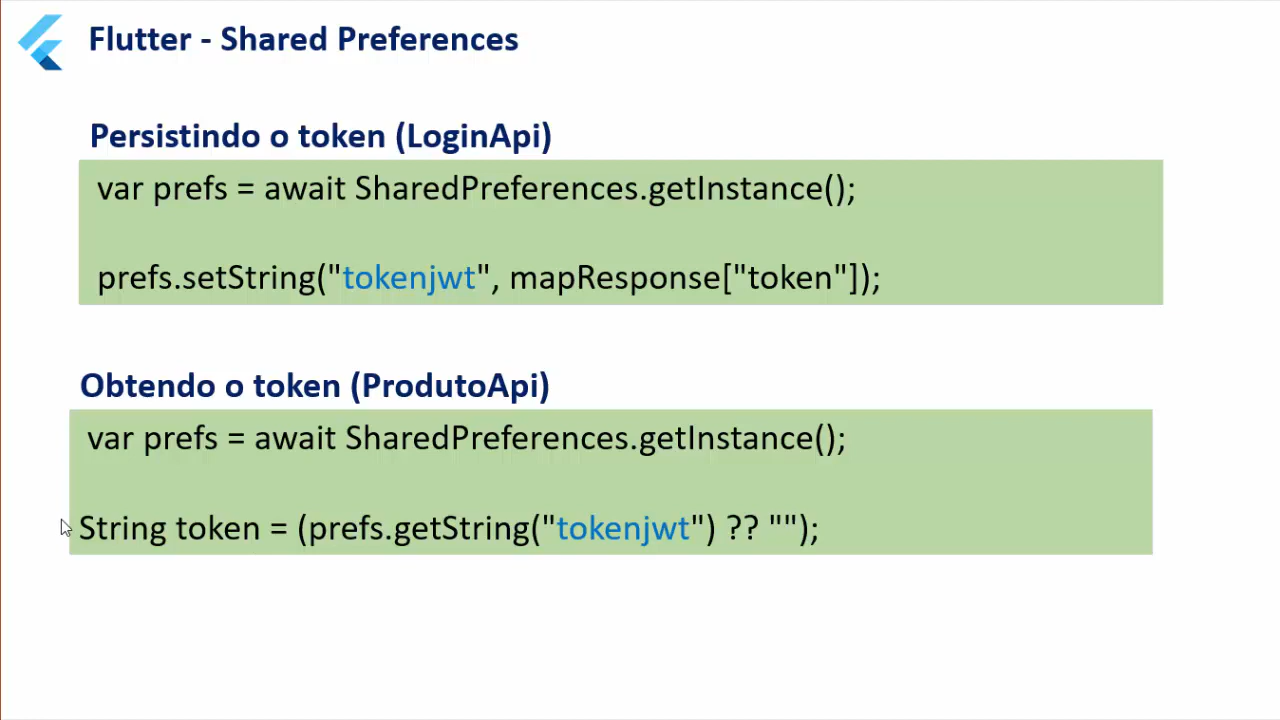 Flutter - Shared Preferences
Persistindo o token (LoginApi)
var prefs = await SharedPreferences.getInstance();
prefs.setString("tokenjwt", mapResponse["token"]);
Obtendo o token (ProdutoApi)
var prefs = await SharedPreferences.getInstance();
String token = (prefs.getString("tokenjwt") ?? "");